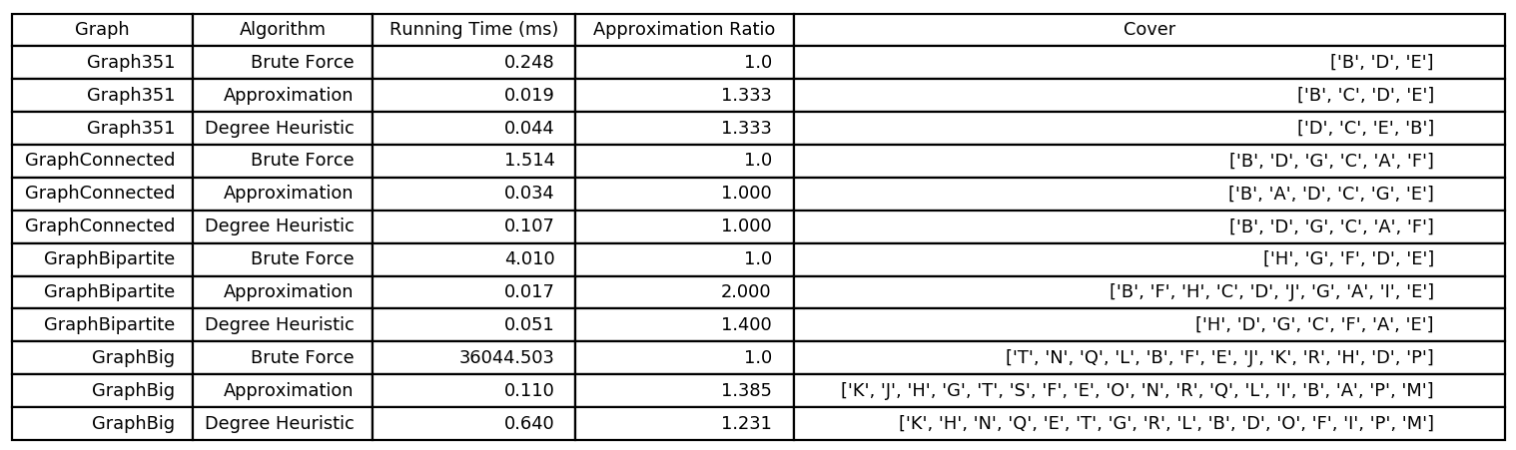 Graph Algorithm Running Time (ms) Approximation Ratio Cover
Graph351 Brute Force 0.248 1.0 ['B', 'D', 'E']
Graph351 Approximation 0.019 1.333 ['B', 'C', 'D', 'E']
Graph351 Degree Heuristic 0.044 1.333 ['D', 'C', 'E', 'B']
GraphConnected Brute Force 1.514 1.0 ['B', 'D', 'G', 'C', 'A', 'F']
GraphConnected Approximation 0.034 1.000 ['B', 'A', 'D', 'C', 'G', 'E']
GraphConnected Degree Heuristic 0.107 1.000 ['B', 'D', 'G', 'C', 'A', 'F']
GraphBipartite Brute Force 4.010 1.0 ['H', 'G', 'F', 'D', 'E']
GraphBipartite Approximation 0.017 2.000 ['B', 'F', 'H', 'C', 'D', 'J', 'G', 'A', 'I', 'E']
GraphBipartite Degree Heuristic 0.051 1.400 ['H', 'D', 'G', 'C', 'F', 'A', 'E']
GraphBig Brute Force 36044.503 1.0 ['T', 'N', 'Q', 'L', 'B', 'F', 'E', 'J', 'K', 'R', 'H', 'D', 'P']
GraphBig Approximation 0.110 1.385 ['K', 'J', 'H', 'G', 'T', 'S', 'F', 'E', 'O', 'N', 'R', 'Q', 'L', 'I', 'B', 'A', 'P', 'M']
GraphBig Degree Heuristic 0.640 1.231 ['K', 'H', 'N', 'Q', 'E', 'T', 'G', 'R', 'L', 'B', 'D', 'O', 'F', 'I', 'P', 'M']